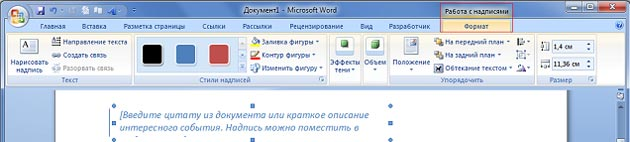 Документ1 - Microsoft Word
Работа с надписями
Главная Вставка Разметка страницы Ссылки Рассылки Рецензирование Вид Разработчик Формат
Нарисовать надпись
Направление текста
Создать связь
Разорвать связь
Текст
Заливка фигуры
Контур фигуры
Изменить фигуру
Стили надписей
Эффекты тени
Объем
Положение
На передний план
На задний план
Обтекание текстом
Упорядочить
1,4 см
11,36 см
Размер
[Введите цитату из документа или краткое описание
интересного события. Надпись можно поместить в